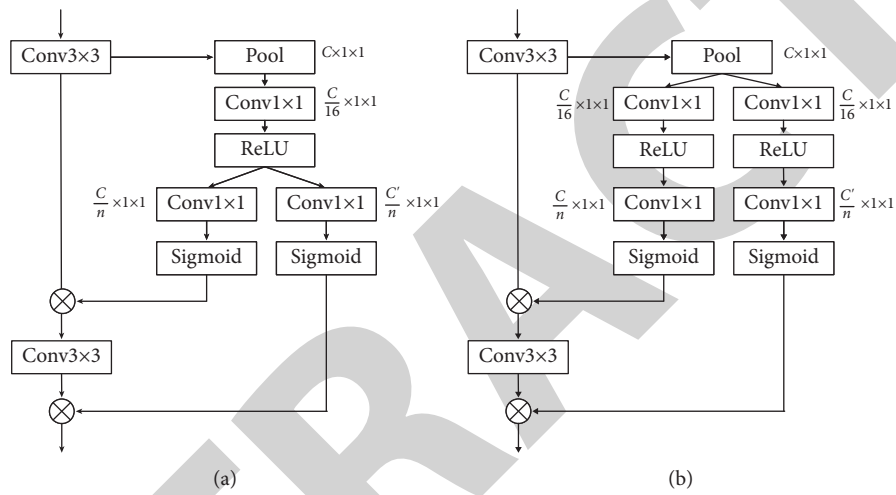 Conv3×3
Pool
C×1×1
Conv1×1
C/16 ×1×1
ReLU
C/n ×1×1
Conv1×1
Conv1×1
C′/n ×1×1
Sigmoid
Sigmoid
Conv3×3
(a)
Conv3×3
Pool
C×1×1
C/16 ×1×1
Conv1×1
Conv1×1
C/16 ×1×1
ReLU
ReLU
C/n ×1×1
Conv1×1
Conv1×1
C′/n ×1×1
Sigmoid
Sigmoid
Conv3×3
(b)